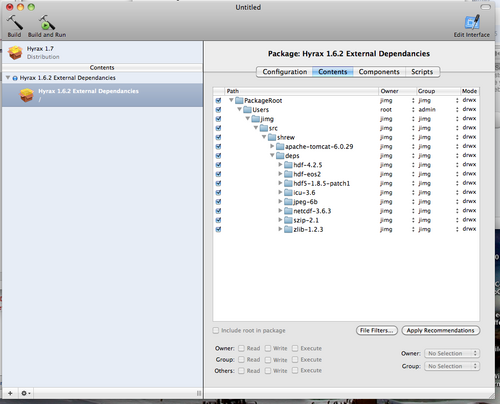 Untitled
Build
Build and Run
Edit Interface
Hyrax 1.7
Distribution
Contents
Hyrax 1.6.2 External Dependancies
Hyrax 1.6.2 External Dependancies
/
Package: Hyrax 1.6.2 External Dependancies
Configuration Contents Components Scripts
Path Owner Group Mode
PackageRoot jimg jimg drwx
Users root admin drwx
jimg jimg jimg drwx
src jimg jimg drwx
shrew jimg jimg drwx
apache-tomcat-6.0.29 jimg jimg drwx
deps jimg jimg drwx
hdf-4.2.5 jimg jimg drwx
hdf-eos2 jimg jimg drwx
hdf5-1.8.5-patch1 jimg jimg drwx
icu-3.6 jimg jimg drwx
jpeg-6b jimg jimg drwx
netcdf-3.6.3 jimg jimg drwx
szip-2.1 jimg jimg drwx
zlib-1.2.3 jimg jimg drwx
Include root in package
File Filters... Apply Recommendations
Owner: Read Write Execute
Group: Read Write Execute
Others: Read Write Execute
Owner: No Selection
Group: No Selection